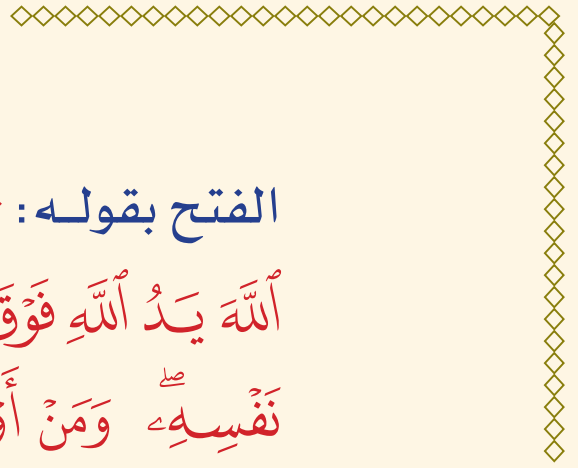 الفتح بقولـه:
ٱللَّهَ يَدُ ٱللَّهِ فَوْقَ
نَفْسِهِۦۖ وَمَنْ